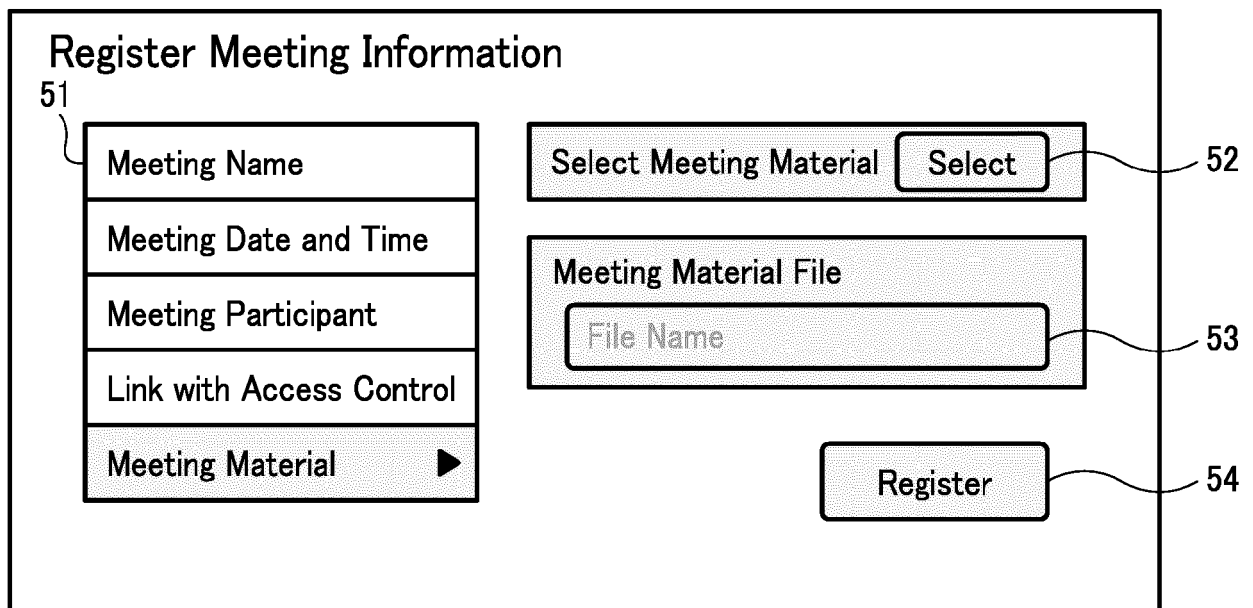 Register Meeting Information
51
Meeting Name
Meeting Date and Time
Meeting Participant
Link with Access Control
Meeting Material
Select Meeting Material Select
52
Meeting Material File
File Name
53
Register
54